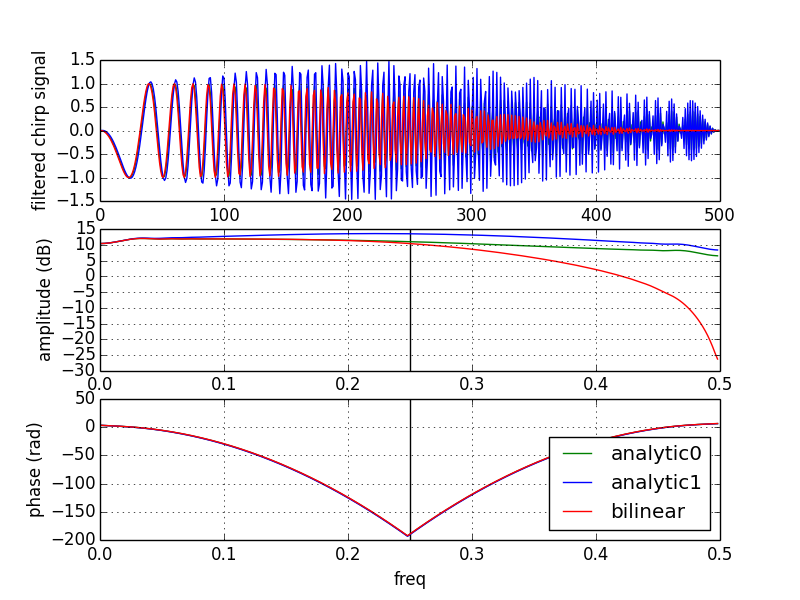 filtered chirp signal
1.5
1.0
0.5
0.0
−0.5
−1.0
−1.5
0 100 200 300 400 500
amplitude (dB)
15
10
5
0
−5
−10
−15
−20
−25
−30
0.0 0.1 0.2 0.3 0.4 0.5
phase (rad)
50
0
−50
−100
−150
−200
analytic0
analytic1
bilinear
0.0 0.1 0.2 0.3 0.4 0.5
freq